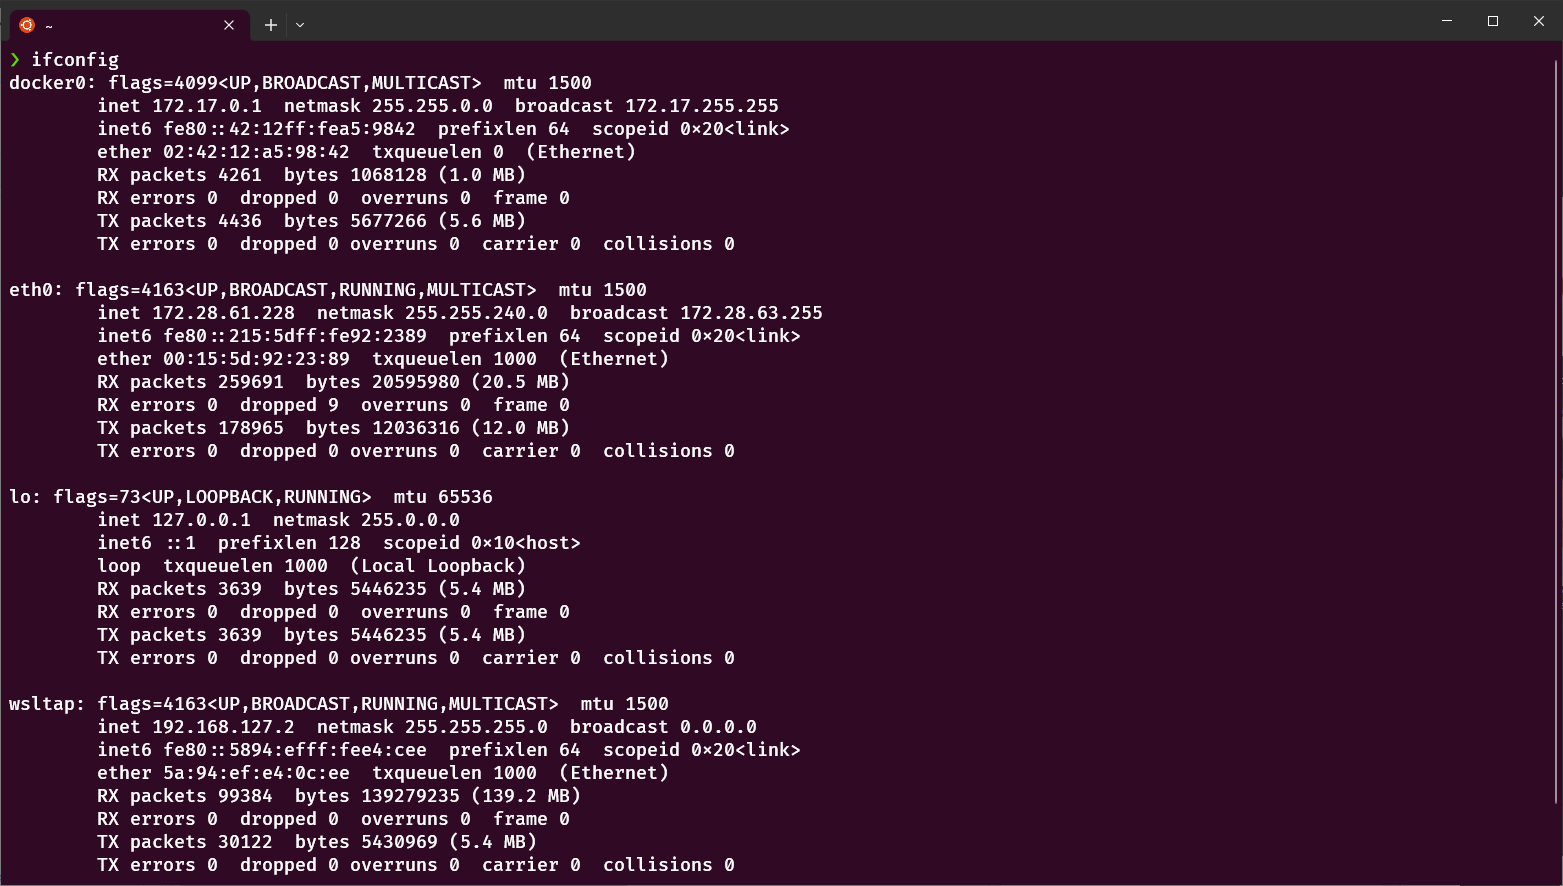 ~
❯ ifconfig
docker0: flags=4099<UP,BROADCAST,MULTICAST>  mtu 1500
        inet 172.17.0.1  netmask 255.255.0.0  broadcast 172.17.255.255
        inet6 fe80::42:12ff:fea5:9842  prefixlen 64  scopeid 0x20<link>
        ether 02:42:12:a5:98:42  txqueuelen 0  (Ethernet)
        RX packets 4261  bytes 1068128 (1.0 MB)
        RX errors 0  dropped 0  overruns 0  frame 0
        TX packets 4436  bytes 5677266 (5.6 MB)
        TX errors 0  dropped 0 overruns 0  carrier 0  collisions 0

eth0: flags=4163<UP,BROADCAST,RUNNING,MULTICAST>  mtu 1500
        inet 172.28.61.228  netmask 255.255.240.0  broadcast 172.28.63.255
        inet6 fe80::215:5dff:fe92:2389  prefixlen 64  scopeid 0x20<link>
        ether 00:15:5d:92:23:89  txqueuelen 1000  (Ethernet)
        RX packets 259691  bytes 20595980 (20.5 MB)
        RX errors 0  dropped 9  overruns 0  frame 0
        TX packets 178965  bytes 12036316 (12.0 MB)
        TX errors 0  dropped 0 overruns 0  carrier 0  collisions 0

lo: flags=73<UP,LOOPBACK,RUNNING>  mtu 65536
        inet 127.0.0.1  netmask 255.0.0.0
        inet6 ::1  prefixlen 128  scopeid 0x10<host>
        loop  txqueuelen 1000  (Local Loopback)
        RX packets 3639  bytes 5446235 (5.4 MB)
        RX errors 0  dropped 0  overruns 0  frame 0
        TX packets 3639  bytes 5446235 (5.4 MB)
        TX errors 0  dropped 0 overruns 0  carrier 0  collisions 0

wsltap: flags=4163<UP,BROADCAST,RUNNING,MULTICAST>  mtu 1500
        inet 192.168.127.2  netmask 255.255.255.0  broadcast 0.0.0.0
        inet6 fe80::5894:efff:fee4:cee  prefixlen 64  scopeid 0x20<link>
        ether 5a:94:ef:e4:0c:ee  txqueuelen 1000  (Ethernet)
        RX packets 99384  bytes 139279235 (139.2 MB)
        RX errors 0  dropped 0  overruns 0  frame 0
        TX packets 30122  bytes 5430969 (5.4 MB)
        TX errors 0  dropped 0 overruns 0  carrier 0  collisions 0